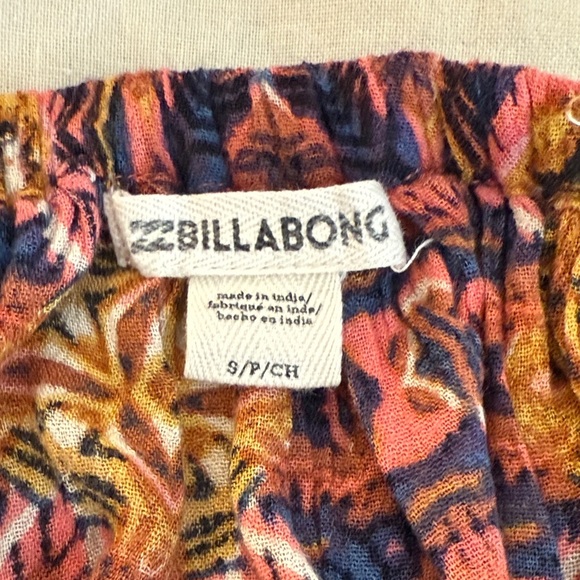 BILLABONG
made in india/
fabriqué en inde/
hecho en india
S/P/CH